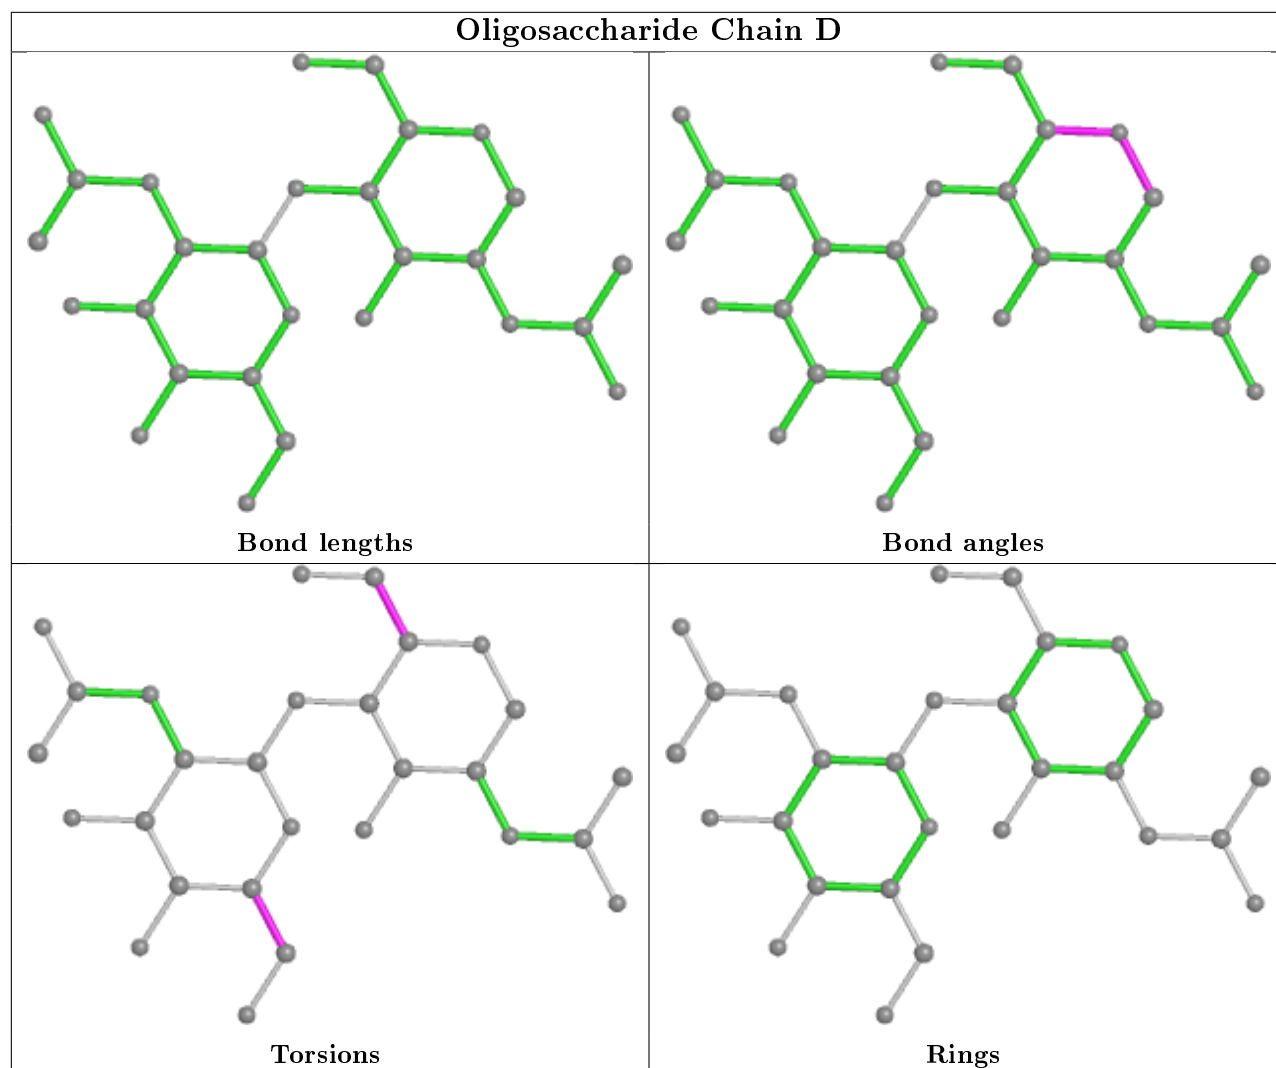 Oligosaccharide Chain D
Bond lengths
Bond angles
Torsions
Rings